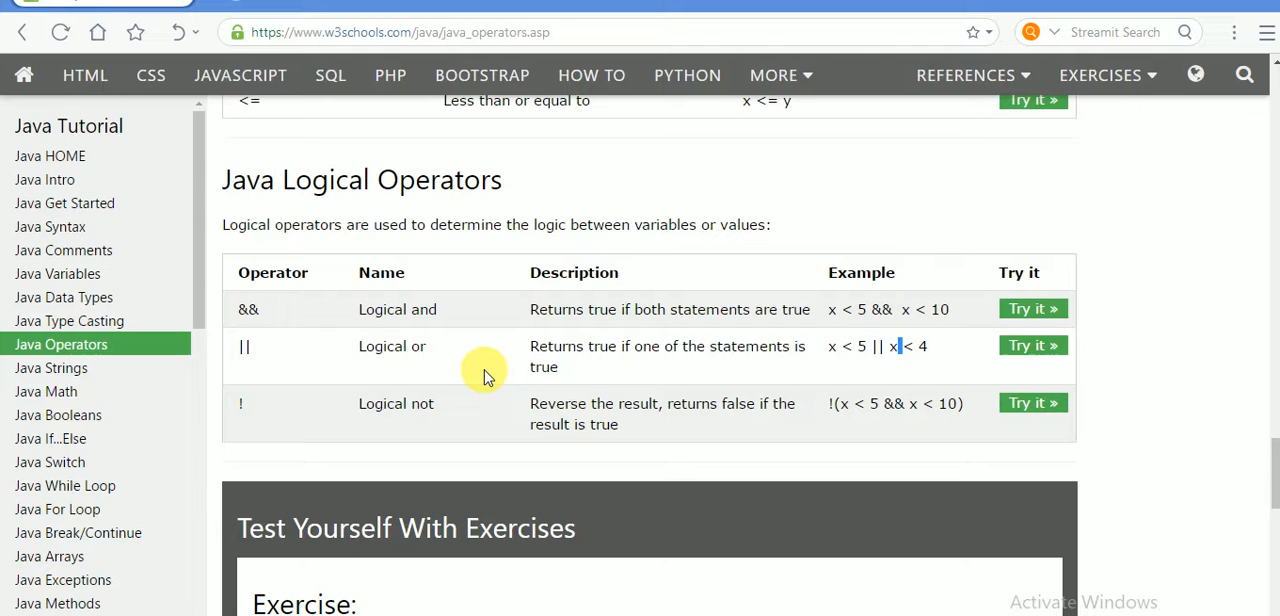 https://www.w3schools.com/java/java_operators.asp
Streamit Search
HTML CSS JAVASCRIPT SQL PHP BOOTSTRAP HOW TO PYTHON MORE REFERENCES EXERCISES
Java Tutorial
Java HOME
Java Intro
Java Get Started
Java Syntax
Java Comments
Java Variables
Java Data Types
Java Type Casting
Java Operators
Java Strings
Java Math
Java Booleans
Java If...Else
Java Switch
Java While Loop
Java For Loop
Java Break/Continue
Java Arrays
Java Exceptions
Java Methods
<= Less than or equal to x <= y Try it »
Java Logical Operators
Logical operators are used to determine the logic between variables or values:
Operator Name Description Example Try it
&& Logical and Returns true if both statements are true x < 5 && x < 10 Try it »
|| Logical or Returns true if one of the statements is x < 5 || x < 4 Try it »
true
! Logical not Reverse the result, returns false if the !(x < 5 && x < 10) Try it »
result is true
Test Yourself With Exercises
Exercise:
Activate Windows